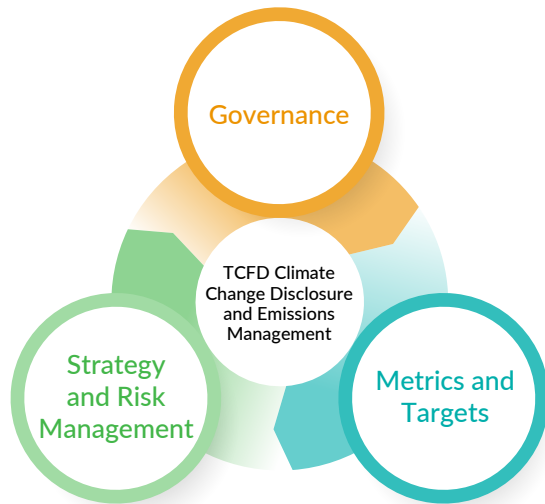 Governance
TCFD Climate
Change Disclosure
and Emissions
Management
Strategy
and Risk
Management
Metrics and
Targets